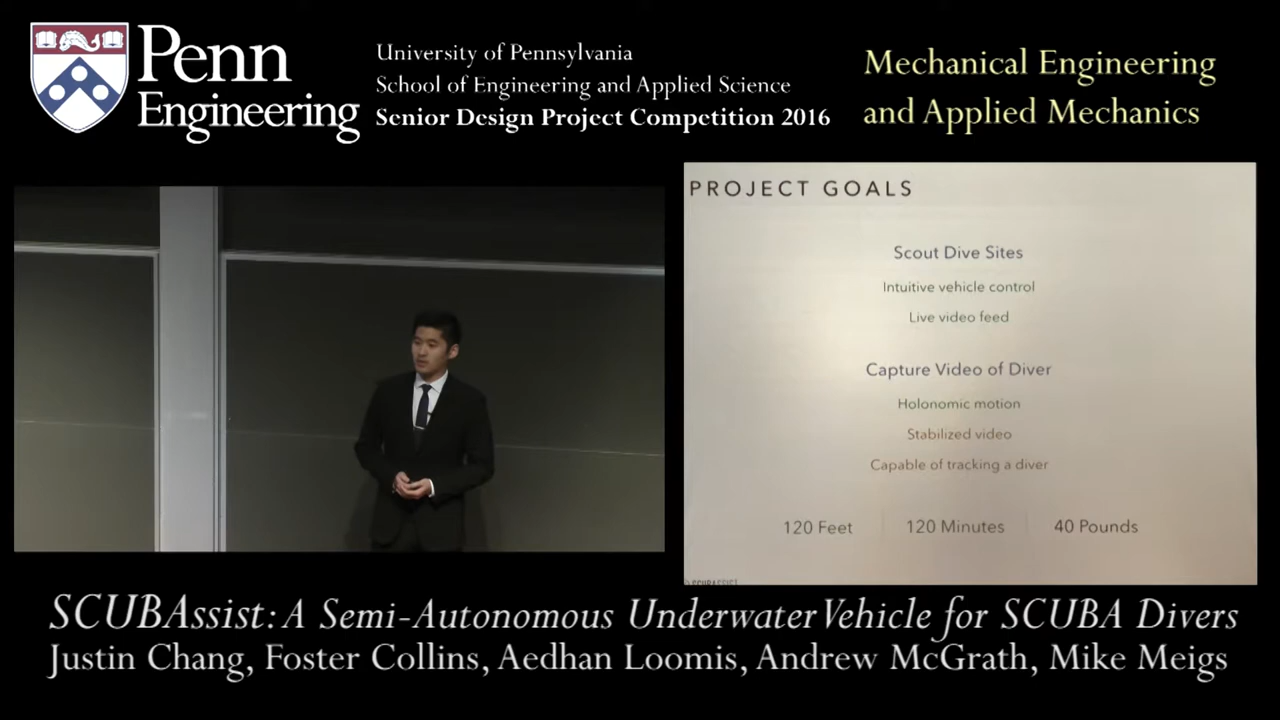 Penn
Engineering
University of Pennsylvania
School of Engineering and Applied Science
Senior Design Project Competition 2016
Mechanical Engineering
and Applied Mechanics
PROJECT GOALS
Scout Dive Sites
Intuitive vehicle control
Live video feed
Capture Video of Diver
Holonomic motion
Stabilized video
Capable of tracking a diver
120 Feet
120 Minutes
40 Pounds
SCUBASSIST
SCUBAssist: A Semi-Autonomous Underwater Vehicle for SCUBA Divers
Justin Chang, Foster Collins, Aedhan Loomis, Andrew McGrath, Mike Meigs